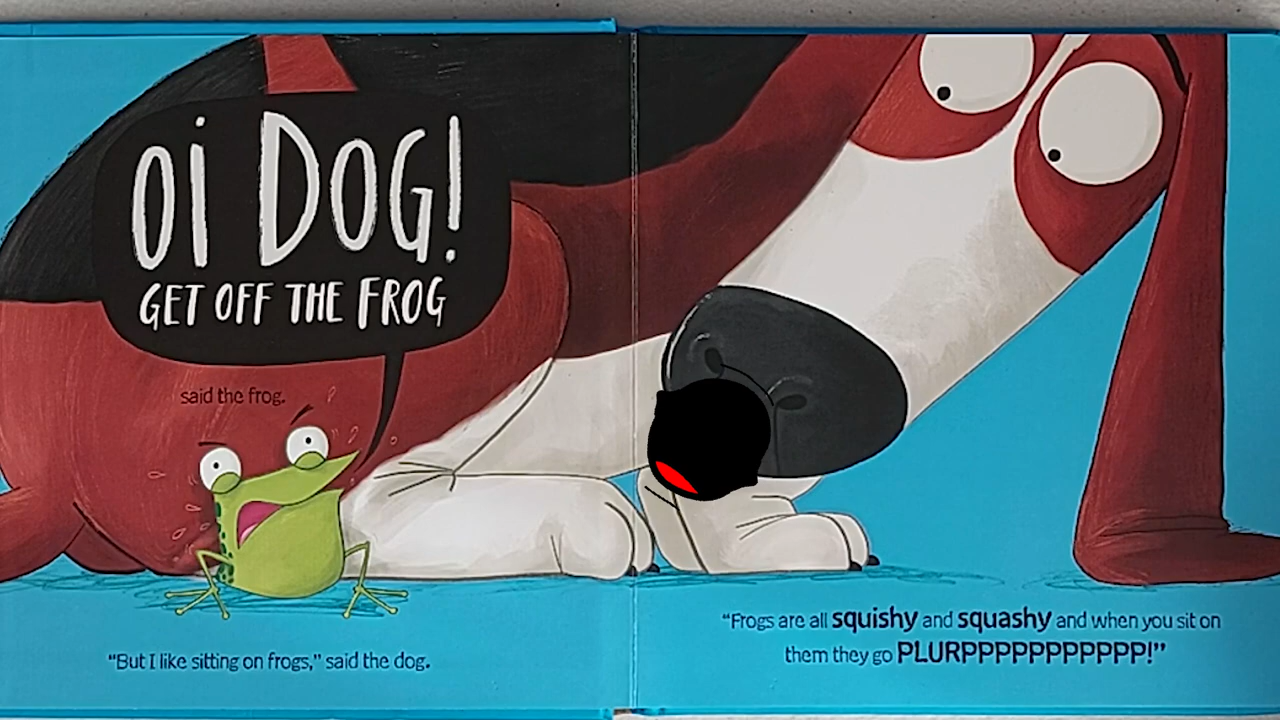 Oi DOG!
GET OFF THE FROG
said the frog.
“But I like sitting on frogs,” said the dog.
“Frogs are all squishy and squashy and when you sit on
them they go PLURPPPPPPPPPPP!”